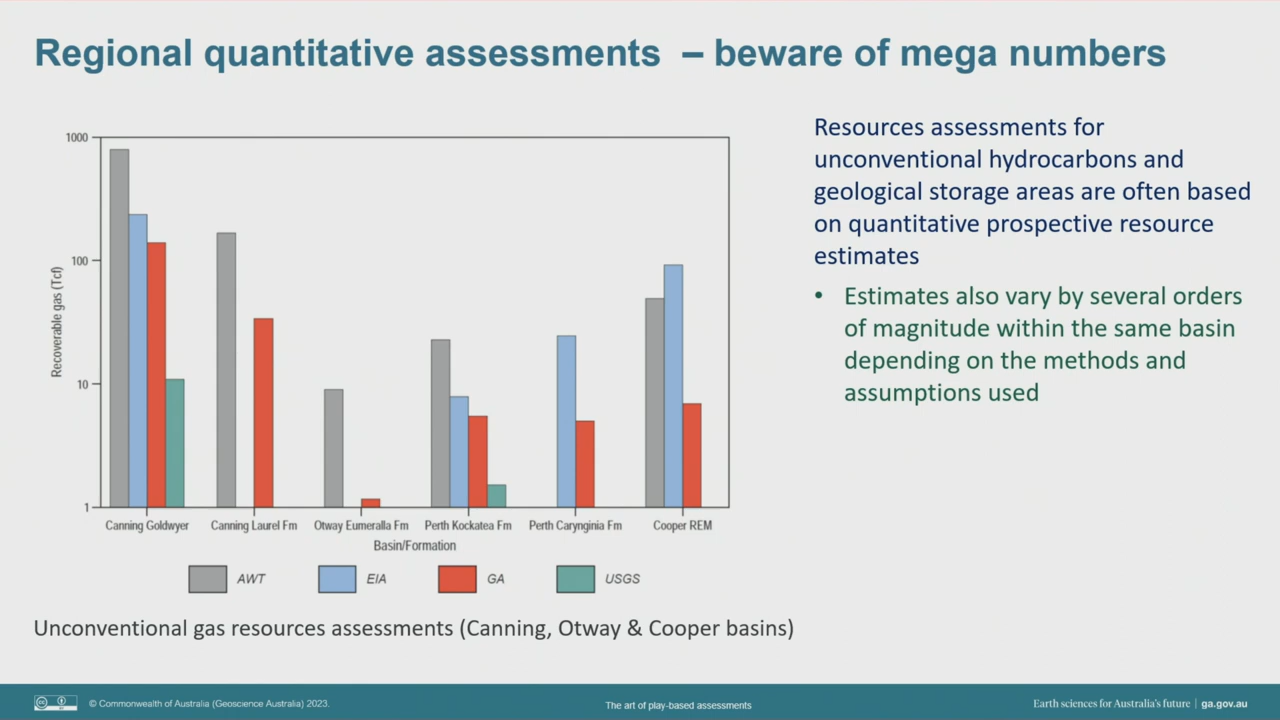 Regional quantitative assessments – beware of mega numbers
1000
100
10
1
Recoverable gas (Tcf)
Canning Goldwyer
Canning Laurel Fm
Otway Eumeralla Fm
Perth Kockatea Fm
Perth Carynginia Fm
Cooper REM
Basin/Formation
AWT
EIA
GA
USGS
Unconventional gas resources assessments (Canning, Otway & Cooper basins)
Resources assessments for
unconventional hydrocarbons and
geological storage areas are often based
on quantitative prospective resource
estimates
• Estimates also vary by several orders
of magnitude within the same basin
depending on the methods and
assumptions used
© Commonwealth of Australia (Geoscience Australia) 2023.
The art of play-based assessments
Earth sciences for Australia's future | ga.gov.au